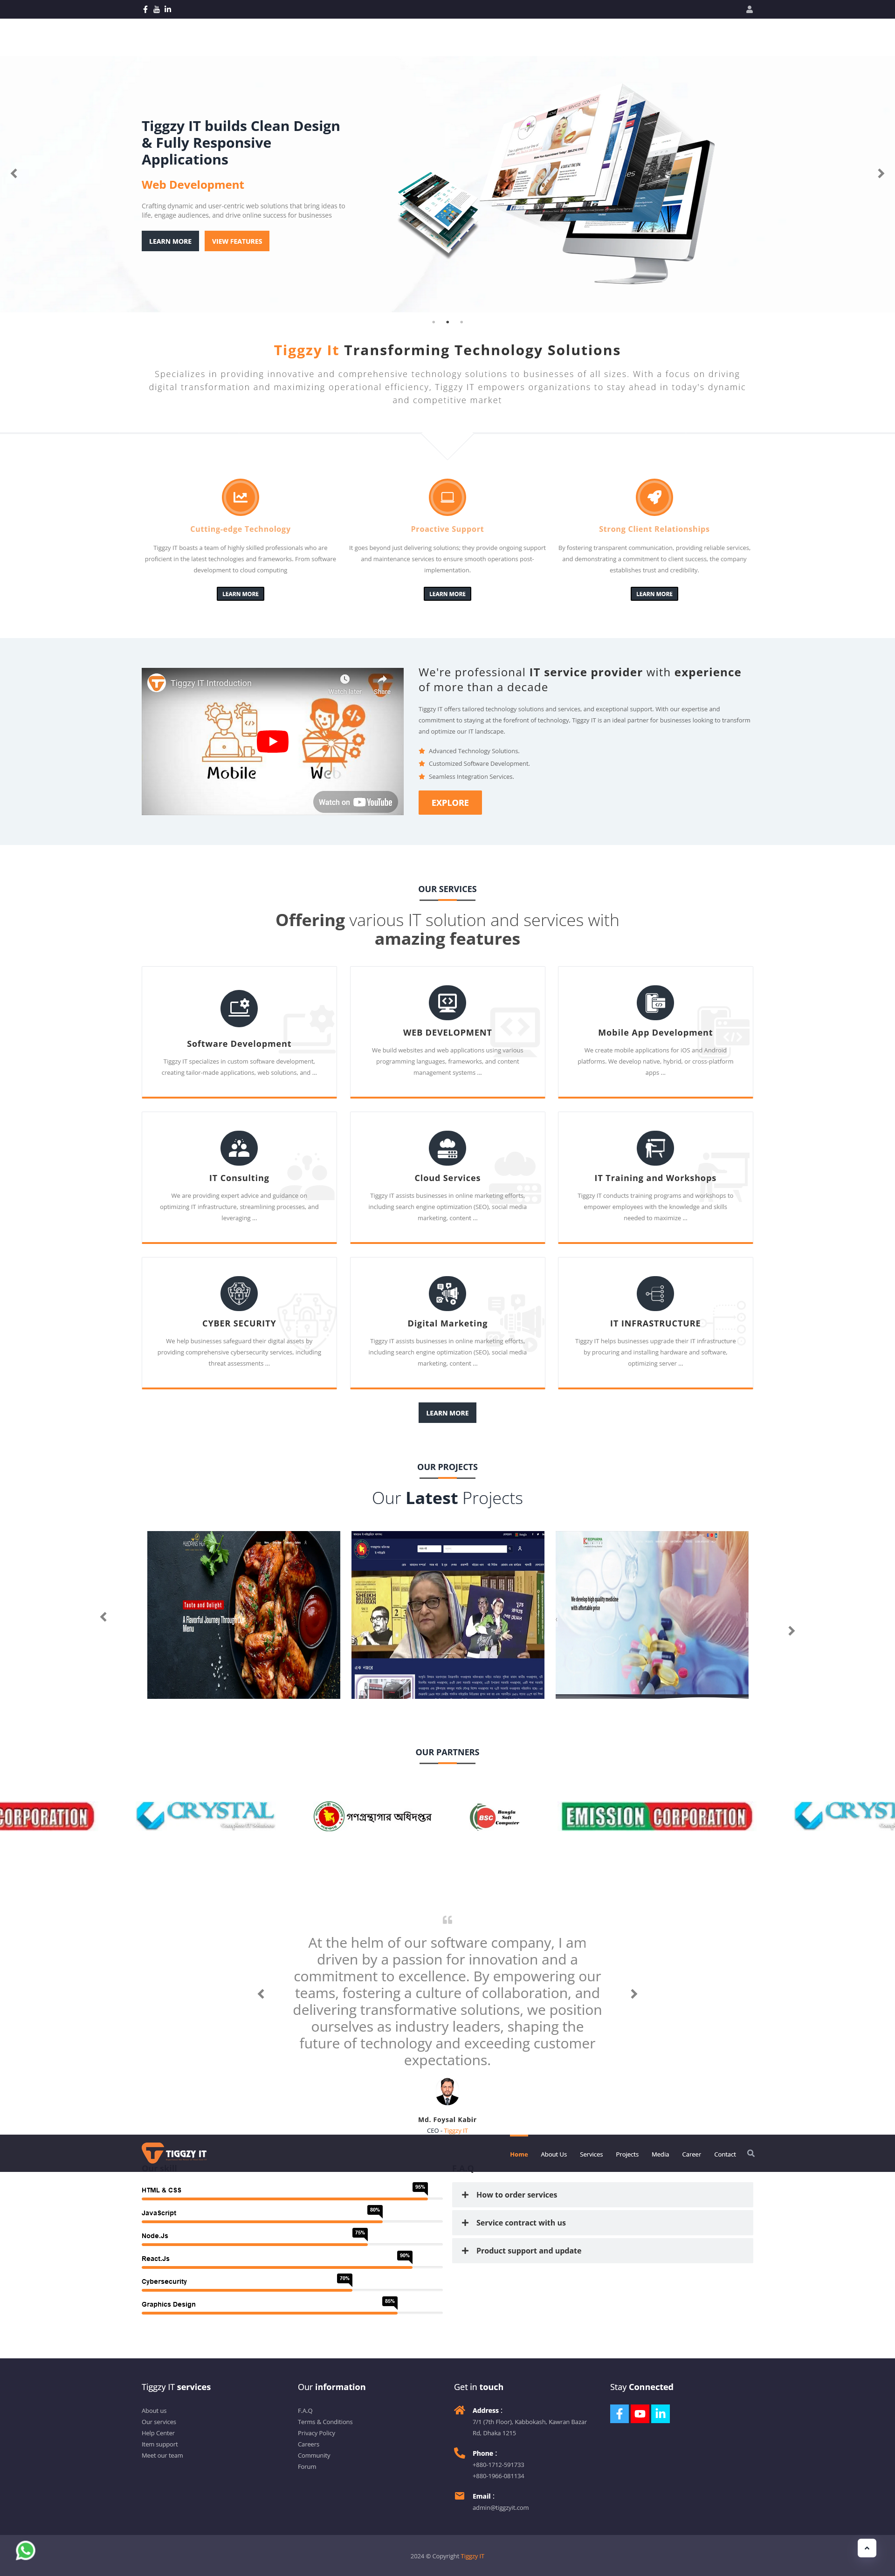 Tiggzy IT builds Clean Design
& Fully Responsive
Applications
Web Development
Crafting dynamic and user-centric web solutions that bring ideas to
life, engage audiences, and drive online success for businesses
LEARN MORE
VIEW FEATURES
Tiggzy It Transforming Technology Solutions
Specializes in providing innovative and comprehensive technology solutions to businesses of all sizes. With a focus on driving
digital transformation and maximizing operational efficiency, Tiggzy IT empowers organizations to stay ahead in today's dynamic
and competitive market
Cutting-edge Technology
Tiggzy IT boasts a team of highly skilled professionals who are
proficient in the latest technologies and frameworks. From software
development to cloud computing
LEARN MORE
Proactive Support
It goes beyond just delivering solutions; they provide ongoing support
and maintenance services to ensure smooth operations post-
implementation.
LEARN MORE
Strong Client Relationships
By fostering transparent communication, providing reliable services,
and demonstrating a commitment to client success, the company
establishes trust and credibility.
LEARN MORE
Tiggzy IT Introduction
Watch later
Share
Mobile
Web
Watch on YouTube
We're professional IT service provider with experience
of more than a decade
Tiggzy IT offers tailored technology solutions and services, and exceptional support. With our expertise and
commitment to staying at the forefront of technology, Tiggzy IT is an ideal partner for businesses looking to transform
and optimize our IT landscape.
Advanced Technology Solutions.
Customized Software Development.
Seamless Integration Services.
EXPLORE
OUR SERVICES
Offering various IT solution and services with
amazing features
Software Development
Tiggzy IT specializes in custom software development,
creating tailor-made applications, web solutions, and ...
WEB DEVELOPMENT
We build websites and web applications using various
programming languages, frameworks, and content
management systems ...
Mobile App Development
We create mobile applications for iOS and Android
platforms. We develop native, hybrid, or cross-platform
apps ...
IT Consulting
We are providing expert advice and guidance on
optimizing IT infrastructure, streamlining processes, and
leveraging ...
Cloud Services
Tiggzy IT assists businesses in online marketing efforts,
including search engine optimization (SEO), social media
marketing, content ...
IT Training and Workshops
Tiggzy IT conducts training programs and workshops to
empower employees with the knowledge and skills
needed to maximize ...
CYBER SECURITY
We help businesses safeguard their digital assets by
providing comprehensive cybersecurity services, including
threat assessments ...
Digital Marketing
Tiggzy IT assists businesses in online marketing efforts,
including search engine optimization (SEO), social media
marketing, content ...
IT INFRASTRUCTURE
Tiggzy IT helps businesses upgrade their IT infrastructure
by procuring and installing hardware and software,
optimizing server ...
LEARN MORE
OUR PROJECTS
Our Latest Projects
Taste and Delight
A Flavorful Journey Through Our
Menu
We develop high quality medicine
with affortable price
OUR PARTNERS
CORPORATION
CRYSTAL
গণগ্রন্থাগার অধিদপ্তর
BSC
Bangla
Soft
Computer
EMISSION CORPORATION
CRYS
At the helm of our software company, I am
driven by a passion for innovation and a
commitment to excellence. By empowering our
teams, fostering a culture of collaboration, and
delivering transformative solutions, we position
ourselves as industry leaders, shaping the
future of technology and exceeding customer
expectations.
Md. Foysal Kabir
CEO - Tiggzy IT
TIGGZY IT
Home
About Us
Services
Projects
Media
Career
Contact
HTML & CSS
95%
JavaScript
80%
Node.Js
75%
React.Js
90%
Cybersecurity
70%
Graphics Design
85%
How to order services
Service contract with us
Product support and update
Tiggzy IT services
About us
Our services
Help Center
Item support
Meet our team
Our information
F.A.Q
Terms & Conditions
Privacy Policy
Careers
Community
Forum
Get in touch
Address :
7/1 (7th Floor), Kabbokash, Kawran Bazar
Rd, Dhaka 1215
Phone :
+880-1712-591733
+880-1966-081134
Email :
admin@tiggzyit.com
Stay Connected
2024 © Copyright Tiggzy IT